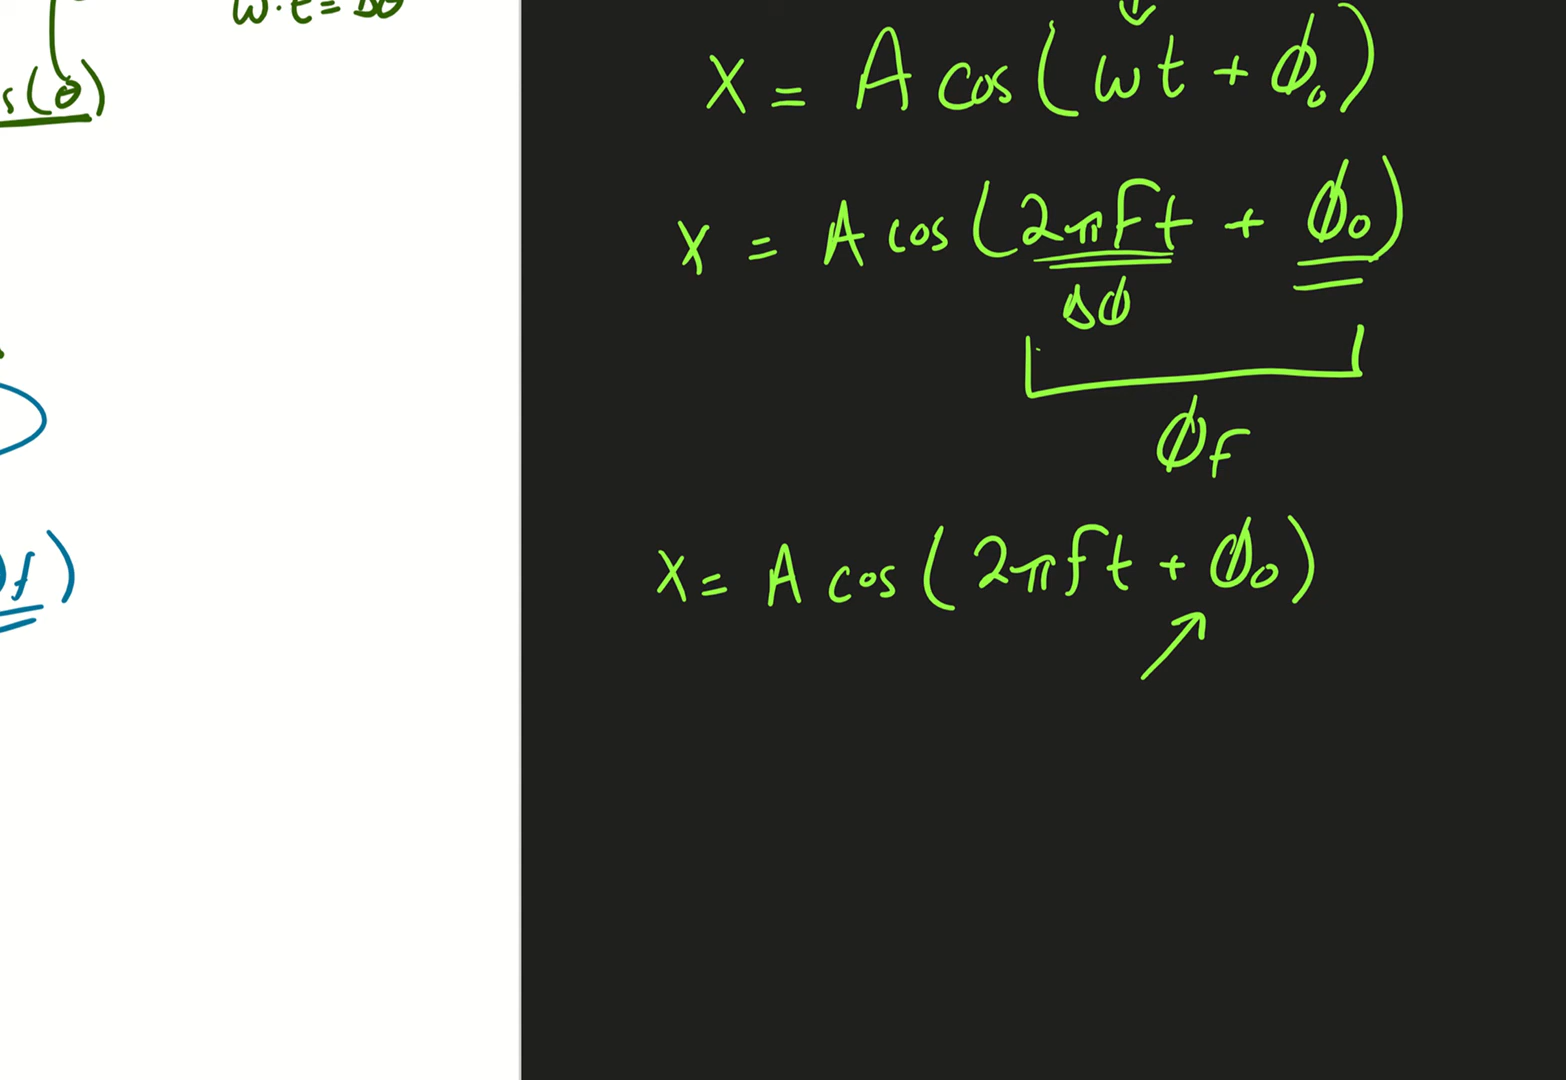 ω·t = Δθ
s(θ)
f)
x = A cos(ωt + ϕ₀)
x = A cos(2πft + ϕ₀)
Δϕ
ϕf
x = A cos(2πft + ϕ₀)